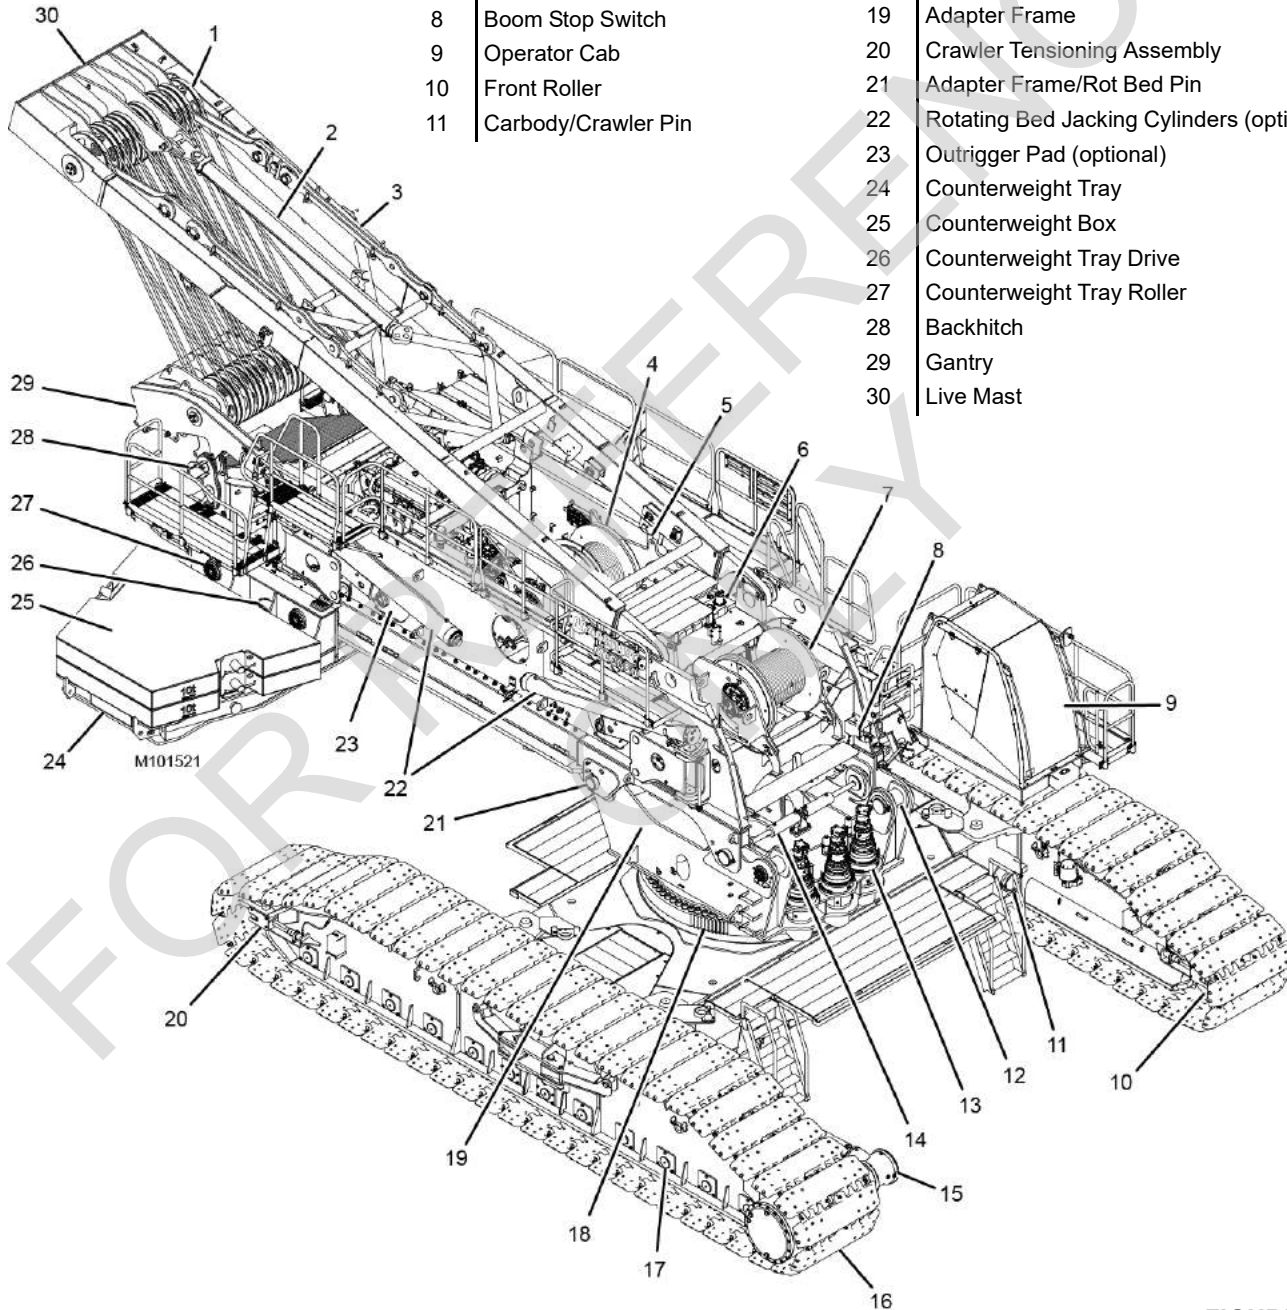 8 Boom Stop Switch
9 Operator Cab
10 Front Roller
11 Carbody/Crawler Pin
19 Adapter Frame
20 Crawler Tensioning Assembly
21 Adapter Frame/Rot Bed Pin
22 Rotating Bed Jacking Cylinders (opti
23 Outrigger Pad (optional)
24 Counterweight Tray
25 Counterweight Box
26 Counterweight Tray Drive
27 Counterweight Tray Roller
28 Backhitch
29 Gantry
30 Live Mast
30
1
2
3
29
28
27
26
25
24
4
5
6
7
8
9
10t
10t
M101521
23
22
21
20
19
18
17
16
15
14
13
12
11
10
FOR REFERENC
ONLY